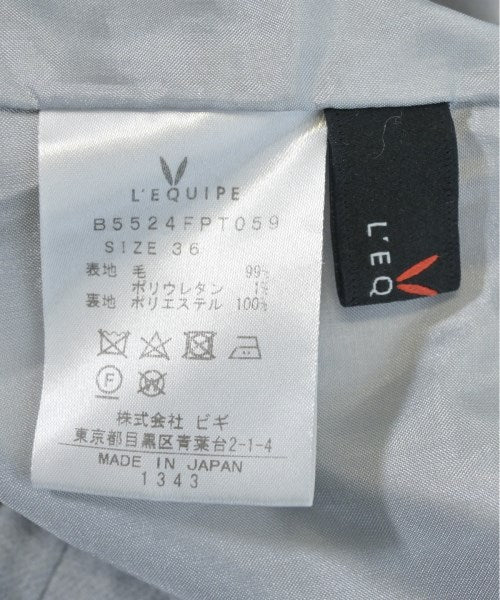 L'EQUIPE
B5524FPT059
SIZE 36
表地 毛 99%
ポリウレタン 1%
裏地 ポリエステル 100%
F W
株式会社 ビギ
東京都目黒区青葉台2-1-4
MADE IN JAPAN
1343
L'EQ